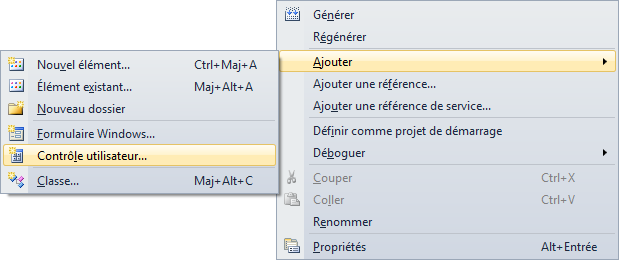 Générer
Régénérer
Ajouter
Ajouter une référence...
Ajouter une référence de service...
Définir comme projet de démarrage
Déboguer
Couper Ctrl+X
Coller Ctrl+V
Renommer
Propriétés Alt+Entrée
Nouvel élément... Ctrl+Maj+A
Élément existant... Maj+Alt+A
Nouveau dossier
Formulaire Windows...
Contrôle utilisateur...
Classe... Maj+Alt+C